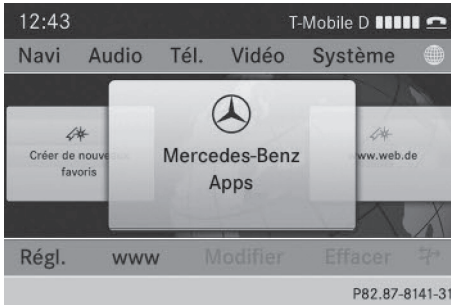 12:43 T-Mobile D
Navi Audio Tél. Vidéo Système
Créer de nouveaux
favoris
Mercedes-Benz
Apps
www.web.de
Régl. www Modifier Effacer
P82.87-8141-31